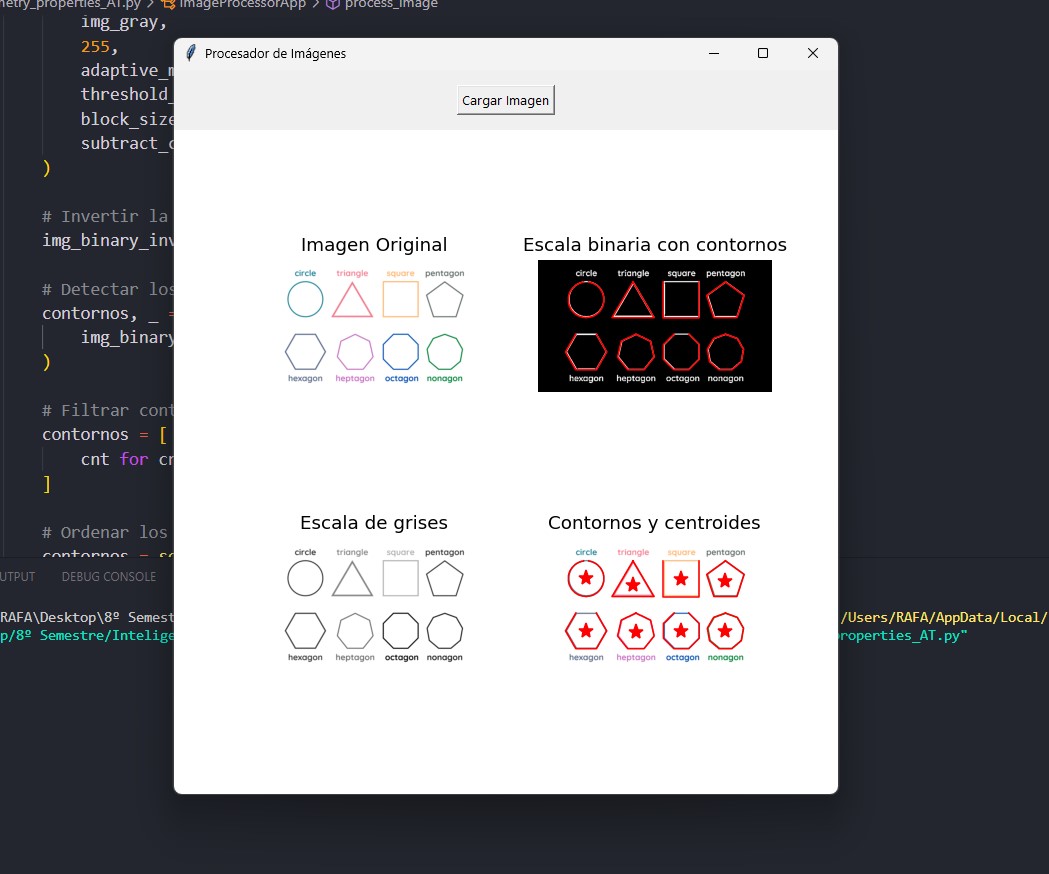 metry_properties_AT.py > ImageProcessorApp > process_image
img_gray,
255,
adaptive_m
threshold_
block_size
subtract_c
)
# Invertir la
img_binary_inv
# Detectar los
contornos, _ =
img_binary
)
# Filtrar cont
contornos = [
cnt for cn
]
# Ordenar los
contornos = so
UTPUT DEBUG CONSOLE
RAFA\Desktop\8º Semest
/Users/RAFA/AppData/Local/
p/8º Semestre/Intelige
properties_AT.py"
Procesador de Imágenes
Cargar Imagen
Imagen Original
circle triangle square pentagon
hexagon heptagon octagon nonagon
Escala binaria con contornos
circle triangle square pentagon
hexagon heptagon octagon nonagon
Escala de grises
circle triangle square pentagon
hexagon heptagon octagon nonagon
Contornos y centroides
circle triangle square pentagon
hexagon heptagon octagon nonagon